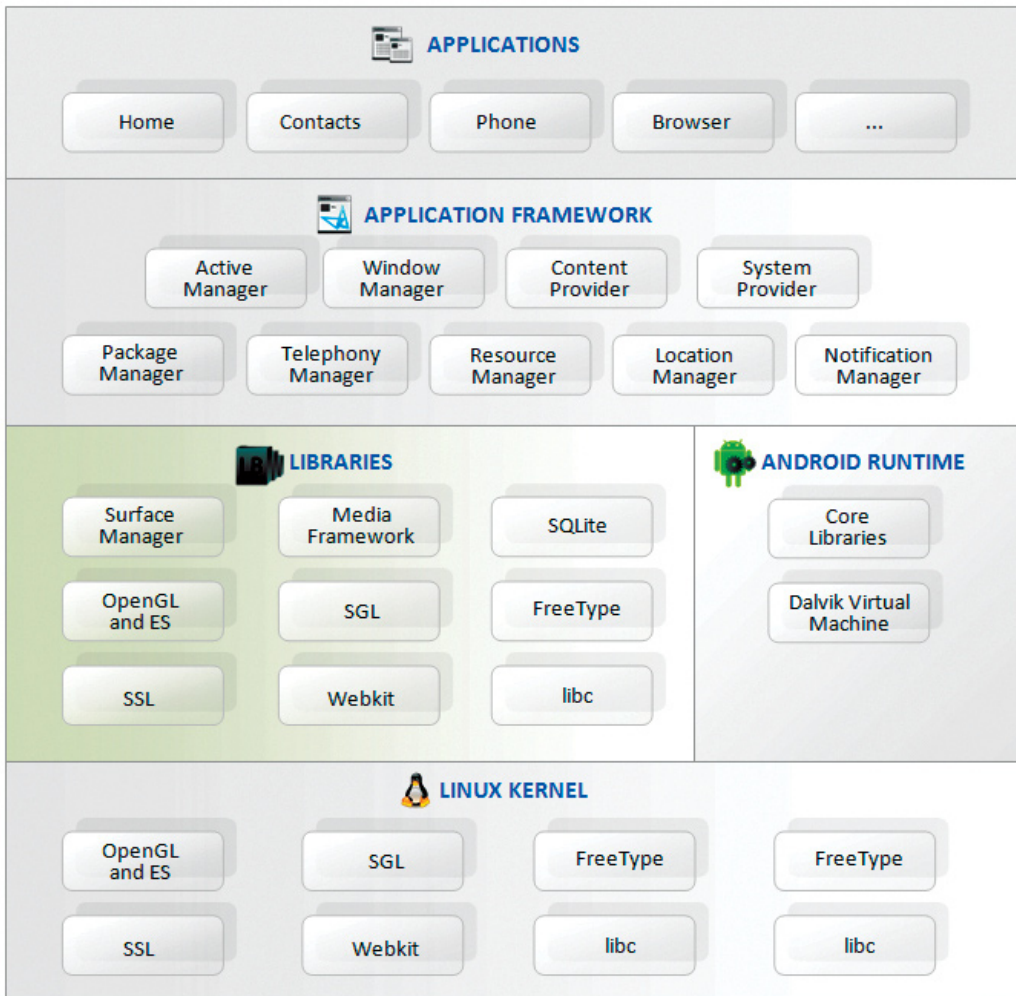 APPLICATIONS
Home
Contacts
Phone
Browser
...
APPLICATION FRAMEWORK
Active
Manager
Window
Manager
Content
Provider
System
Provider
Package
Manager
Telephony
Manager
Resource
Manager
Location
Manager
Notification
Manager
LIBRARIES
Surface
Manager
Media
Framework
SQLite
OpenGL
and ES
SGL
FreeType
SSL
Webkit
libc
ANDROID RUNTIME
Core
Libraries
Dalvik Virtual
Machine
LINUX KERNEL
OpenGL
and ES
SGL
FreeType
FreeType
SSL
Webkit
libc
libc